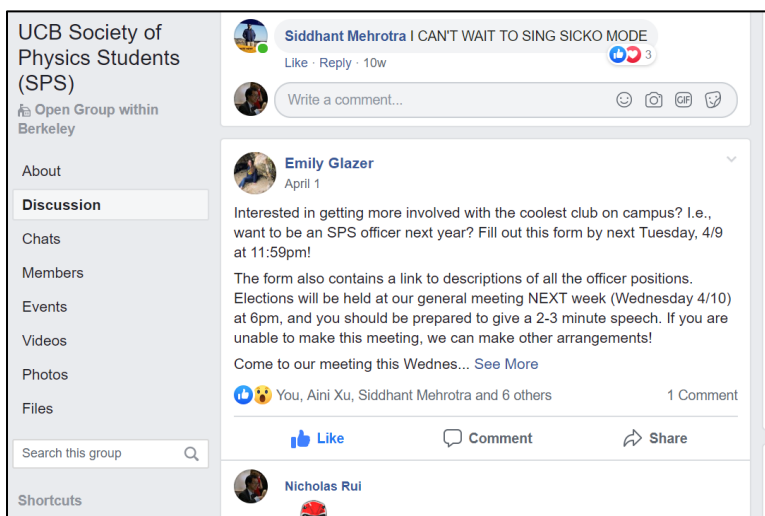 UCB Society of
Physics Students
(SPS)
Open Group within
Berkeley
About
Discussion
Chats
Members
Events
Videos
Photos
Files
Search this group
Shortcuts
Siddhant Mehrotra I CAN'T WAIT TO SING SICKO MODE
3
Like · Reply · 10w
Write a comment...
GIF
Emily Glazer
April 1
Interested in getting more involved with the coolest club on campus? I.e.,
want to be an SPS officer next year? Fill out this form by next Tuesday, 4/9
at 11:59pm!
The form also contains a link to descriptions of all the officer positions.
Elections will be held at our general meeting NEXT week (Wednesday 4/10)
at 6pm, and you should be prepared to give a 2-3 minute speech. If you are
unable to make this meeting, we can make other arrangements!
Come to our meeting this Wednes... See More
You, Aini Xu, Siddhant Mehrotra and 6 others 1 Comment
Like Comment Share
Nicholas Rui